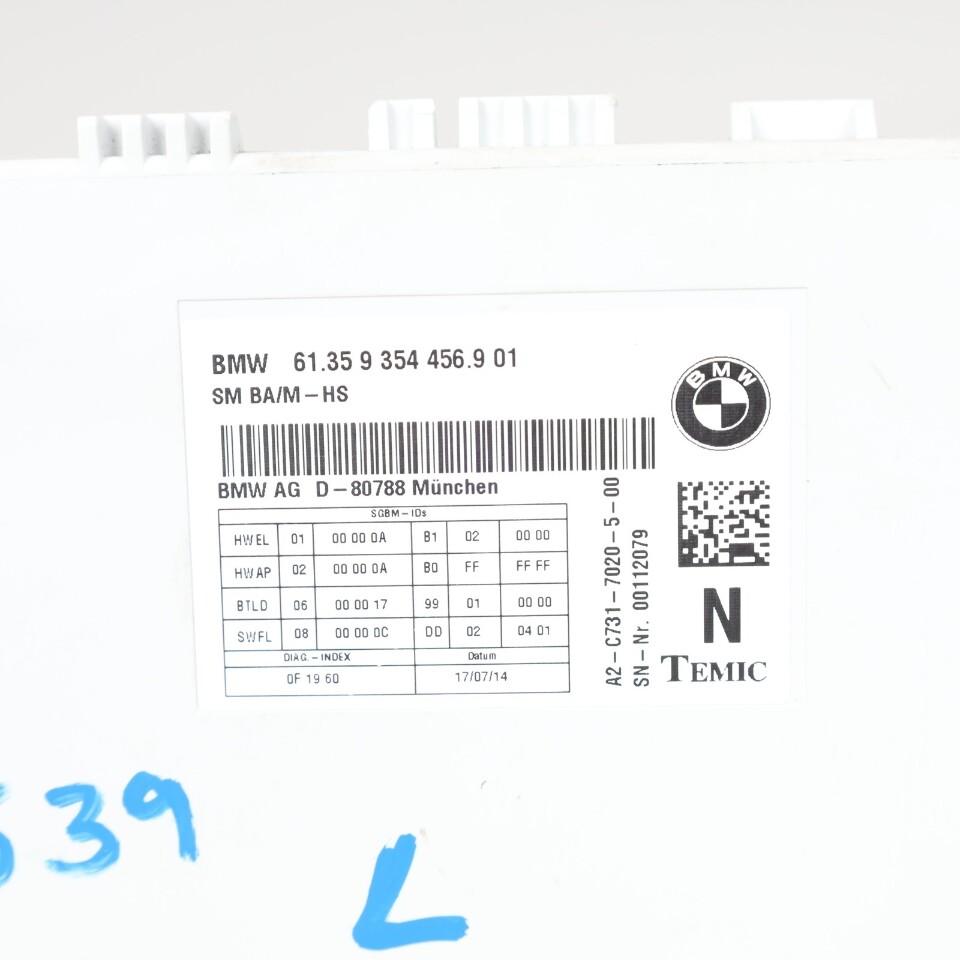 BMW 61.35 9 354 456.9 01
SM BA/M-HS
BMW
BMW AG D-80788 München
SGBM-IDs
HWEL 01 00 00 0A B1 02 00 00
HWAP 02 00 00 0A B0 FF FF FF
BTLD 06 00 00 17 99 01 00 00
SWFL 08 00 00 0C DD 02 04 01
DIAG.-INDEX Datum
0F 19 60 17/07/14
A2-C731-7020-5-00
SN-Nr. 00112079
N
TEMIC
39
L